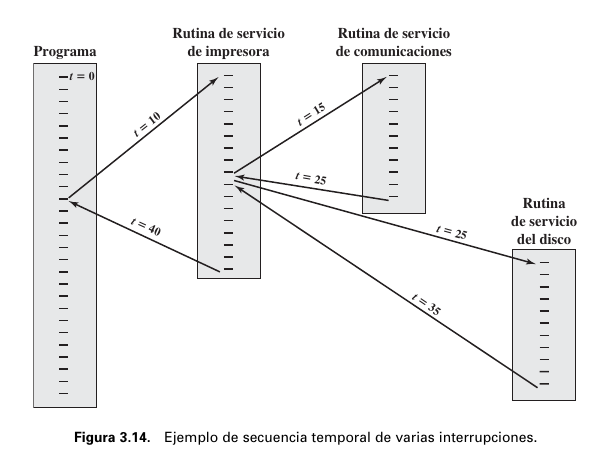 Programa
Rutina de servicio
de impresora
Rutina de servicio
de comunicaciones
t = 0
t = 10
t = 15
t = 25
t = 40
t = 25
t = 35
Rutina
de servicio
del disco
Figura 3.14. Ejemplo de secuencia temporal de varias interrupciones.